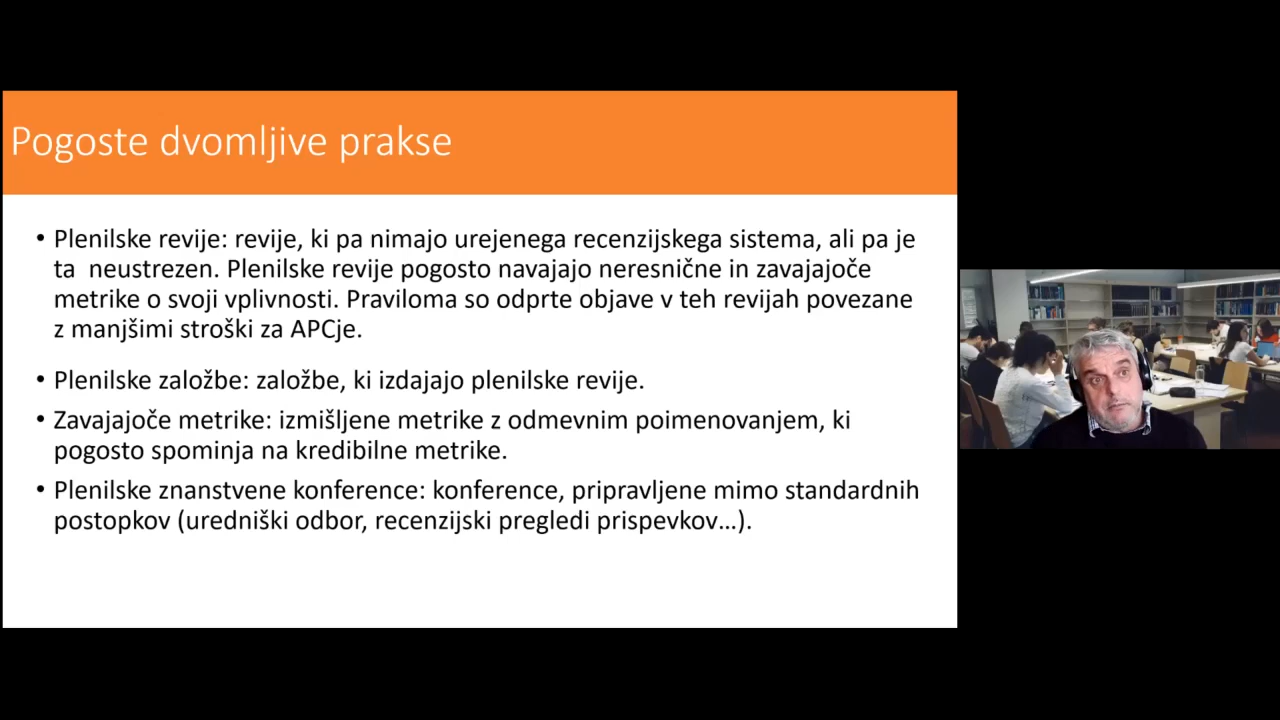 Pogoste dvomljive prakse
• Plenilske revije: revije, ki pa nimajo urejenega recenzijskega sistema, ali pa je
ta  neustrezen. Plenilske revije pogosto navajajo neresnične in zavajajoče
metrike o svoji vplivnosti. Praviloma so odprte objave v teh revijah povezane
z manjšimi stroški za APCje.
• Plenilske založbe: založbe, ki izdajajo plenilske revije.
• Zavajajoče metrike: izmišljene metrike z odmevnim poimenovanjem, ki
pogosto spominja na kredibilne metrike.
• Plenilske znanstvene konference: konference, pripravljene mimo standardnih
postopkov (uredniški odbor, recenzijski pregledi prispevkov…).